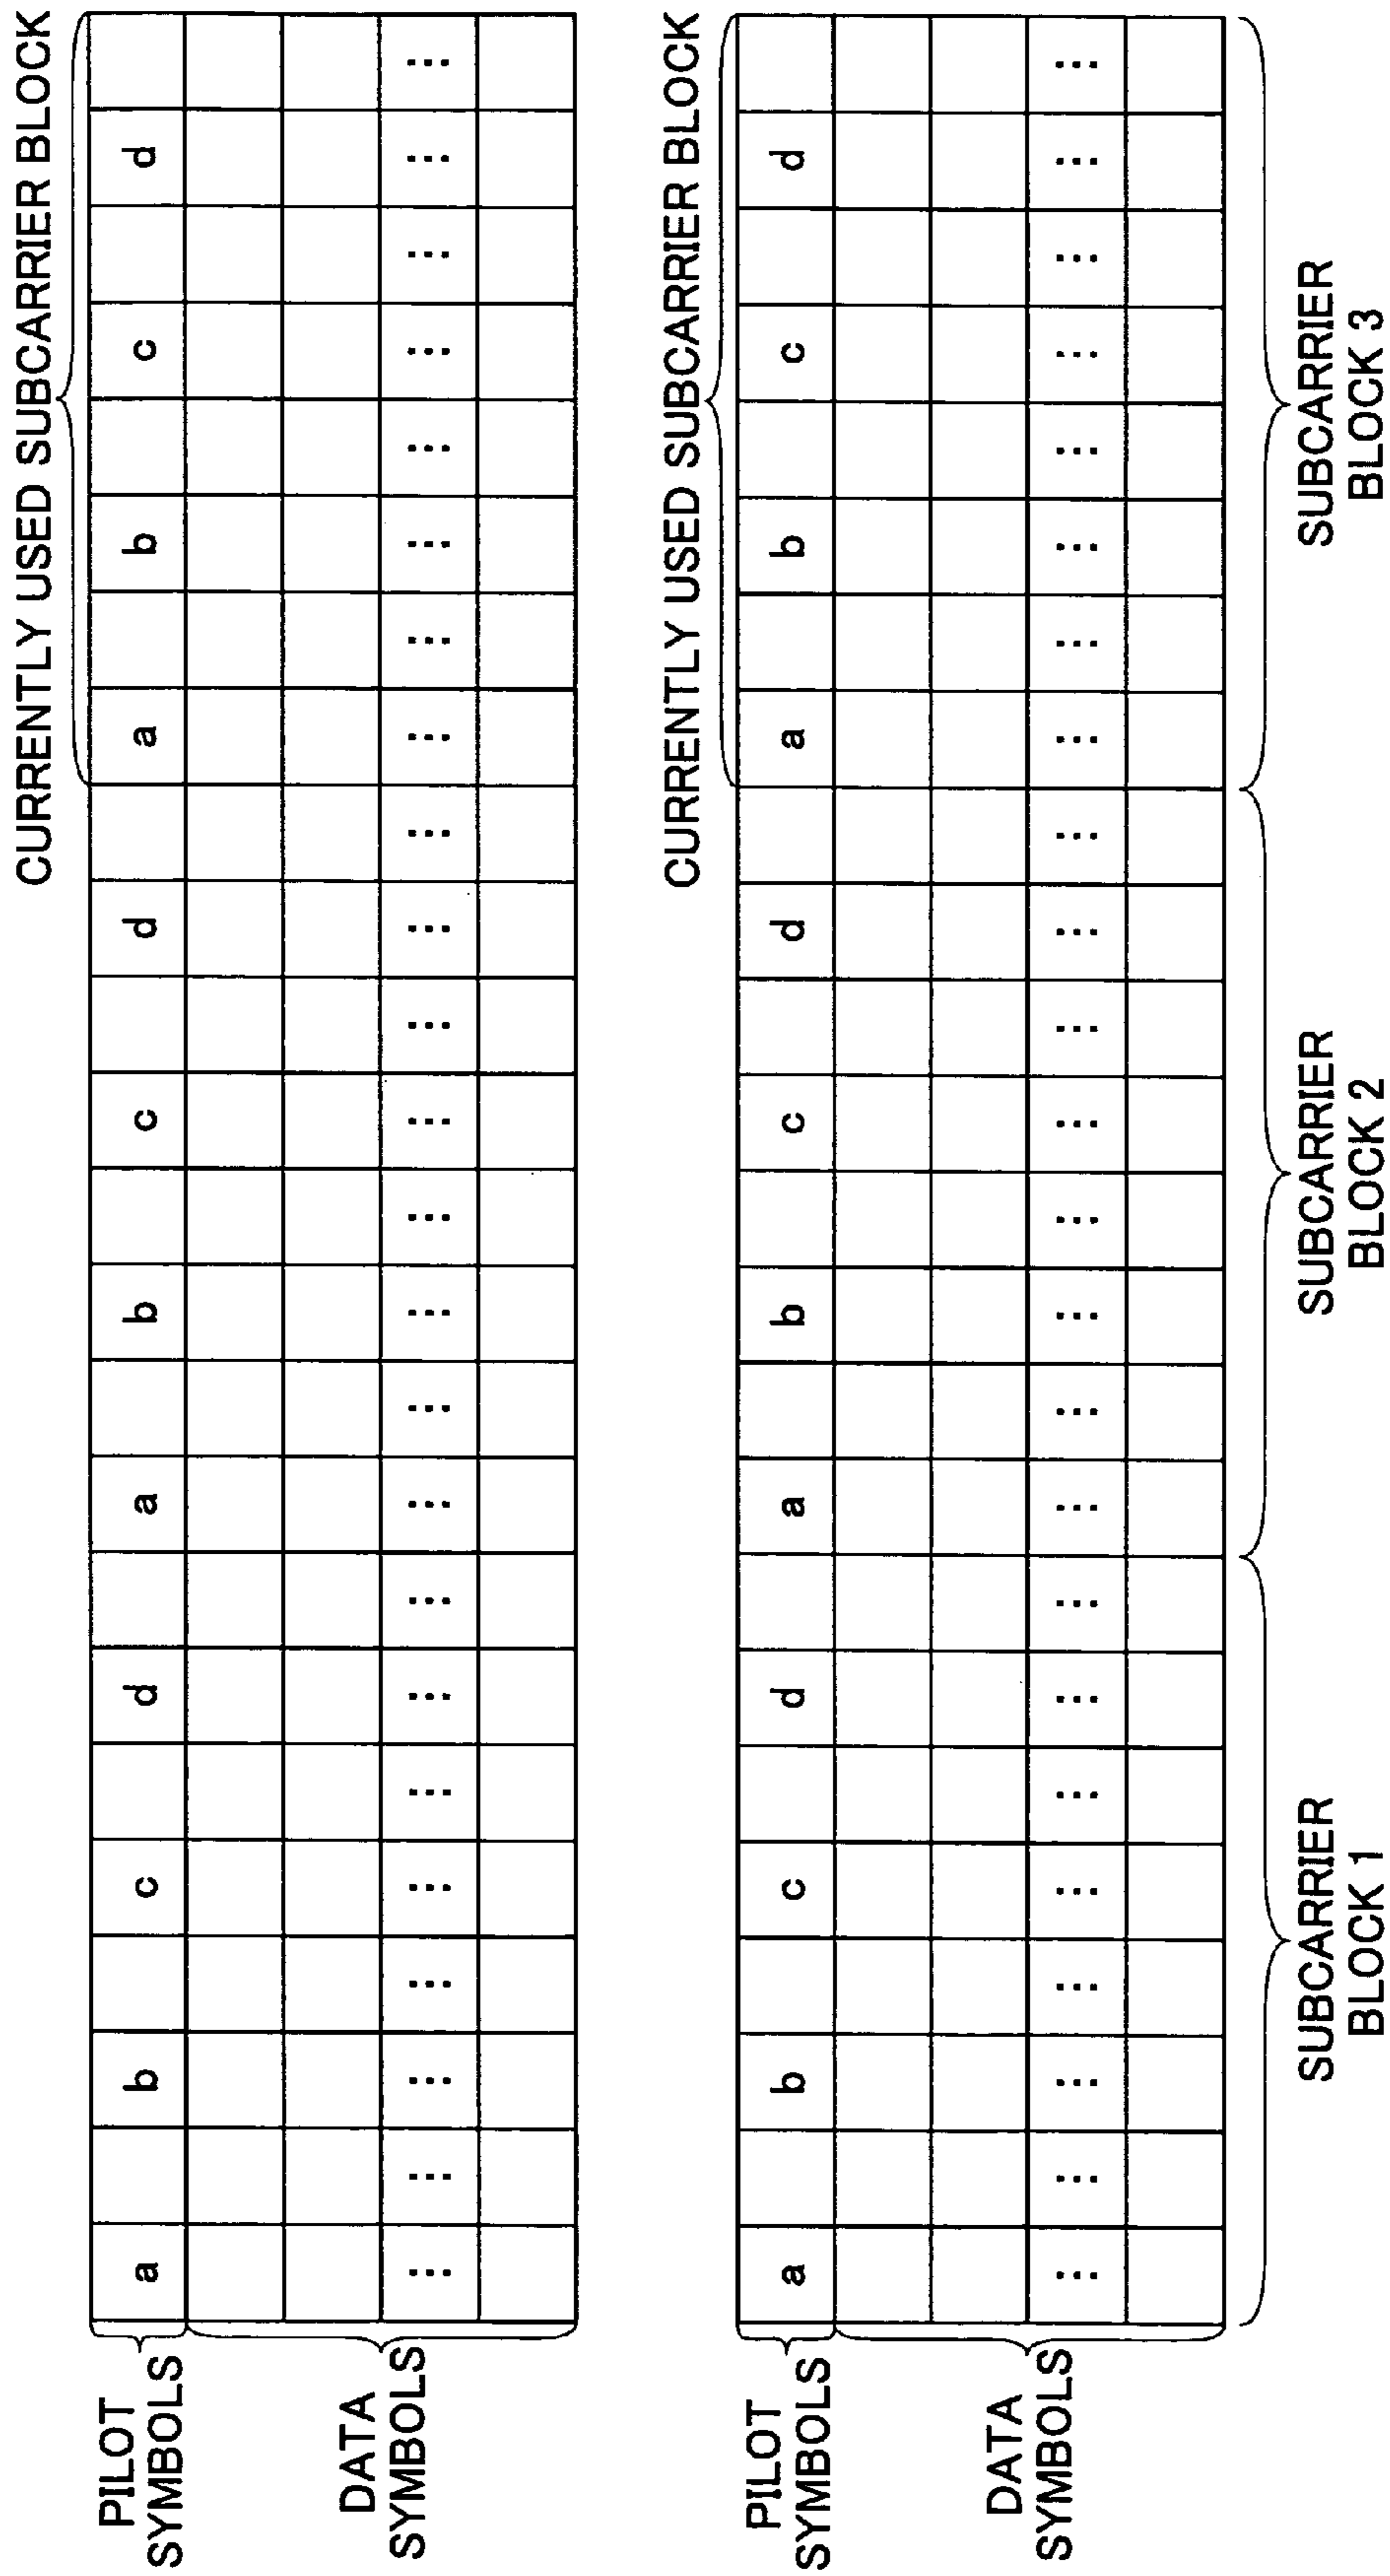 CURRENTLY USED SUBCARRIER BLOCK
PILOT
SYMBOLS
a b c d a b c d a b c d
DATA
SYMBOLS
... ... ... ... ... ... ... ... ... ... ... ... ... ... ... ... ... ... ... ... ... ... ... ...
CURRENTLY USED SUBCARRIER BLOCK
PILOT
SYMBOLS
a b c d a b c d a b c d
DATA
SYMBOLS
... ... ... ... ... ... ... ... ... ... ... ... ... ... ... ... ... ... ... ... ... ... ... ...
SUBCARRIER
BLOCK 1
SUBCARRIER
BLOCK 2
SUBCARRIER
BLOCK 3